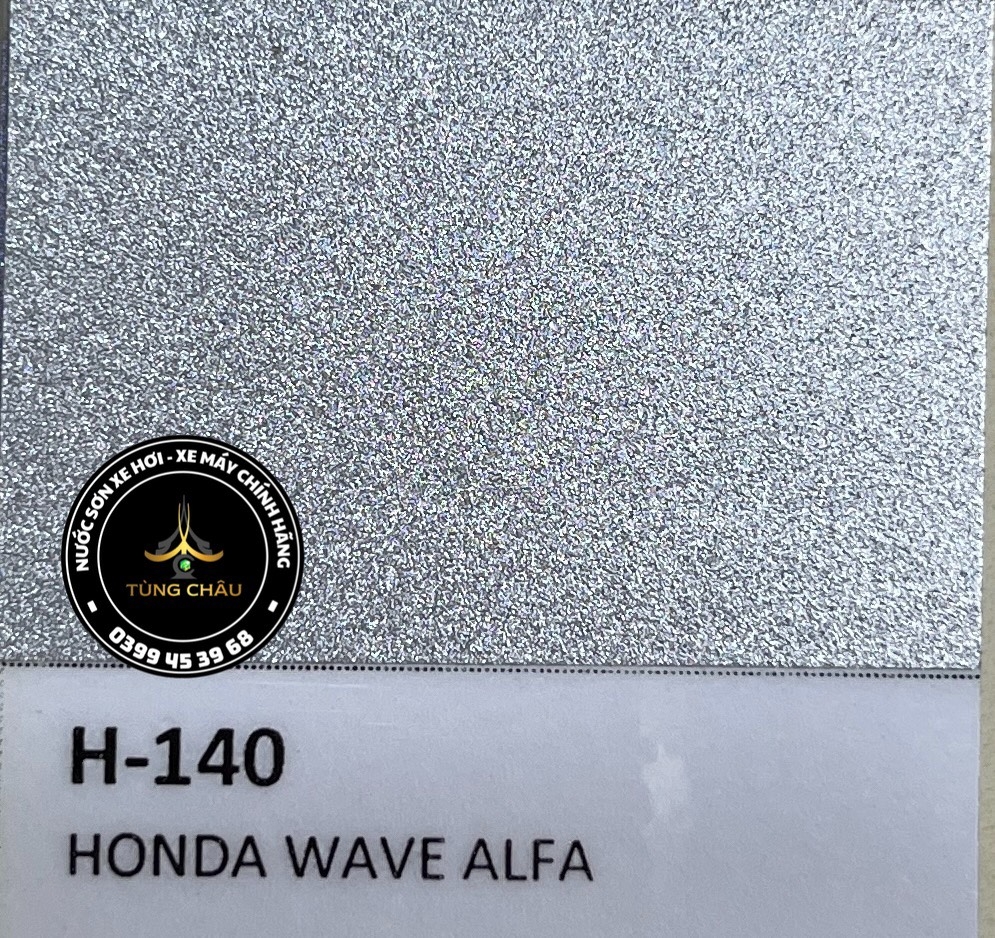 NƯỚC SƠN XE HƠI - XE MÁY CHÍNH HÃNG
TÙNG CHÂU
0399 45 39 68
H-140
HONDA WAVE ALFA